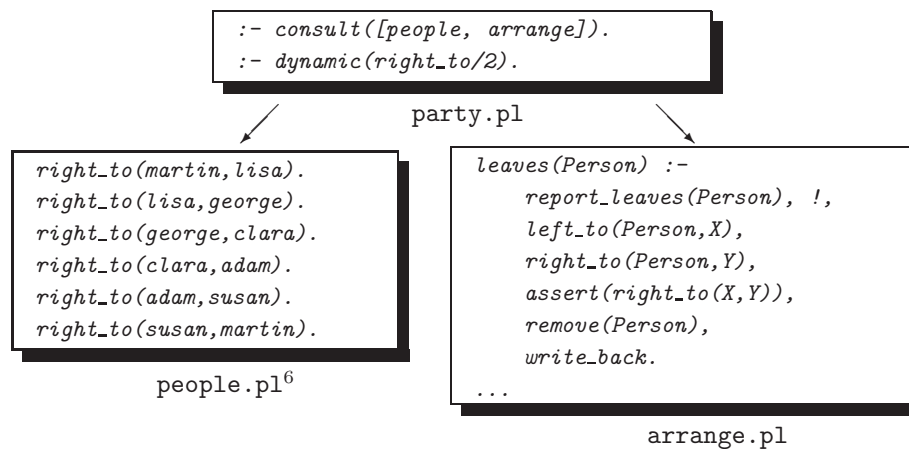 :- consult([people, arrange]).
:- dynamic(right_to/2).
party.pl
right_to(martin,lisa).
right_to(lisa,george).
right_to(george,clara).
right_to(clara,adam).
right_to(adam,susan).
right_to(susan,martin).
people.pl⁶
leaves(Person) :-
report_leaves(Person), !,
left_to(Person,X),
right_to(Person,Y),
assert(right_to(X,Y)),
remove(Person),
write_back.
...
arrange.pl